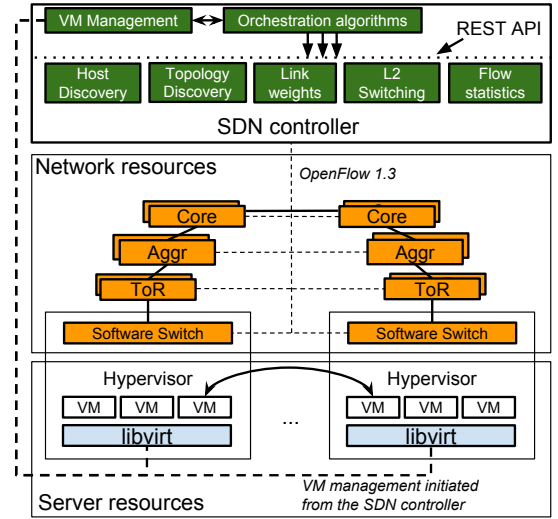 VM Management
Orchestration algorithms
REST API
Host
Discovery
Topology
Discovery
Link
weights
L2
Switching
Flow
statistics
SDN controller
Network resources
OpenFlow 1.3
Core
Core
Aggr
Aggr
ToR
ToR
Software Switch
Software Switch
Hypervisor
Hypervisor
VM
VM
VM
VM
VM
VM
...
libvirt
libvirt
VM management initiated
from the SDN controller
Server resources